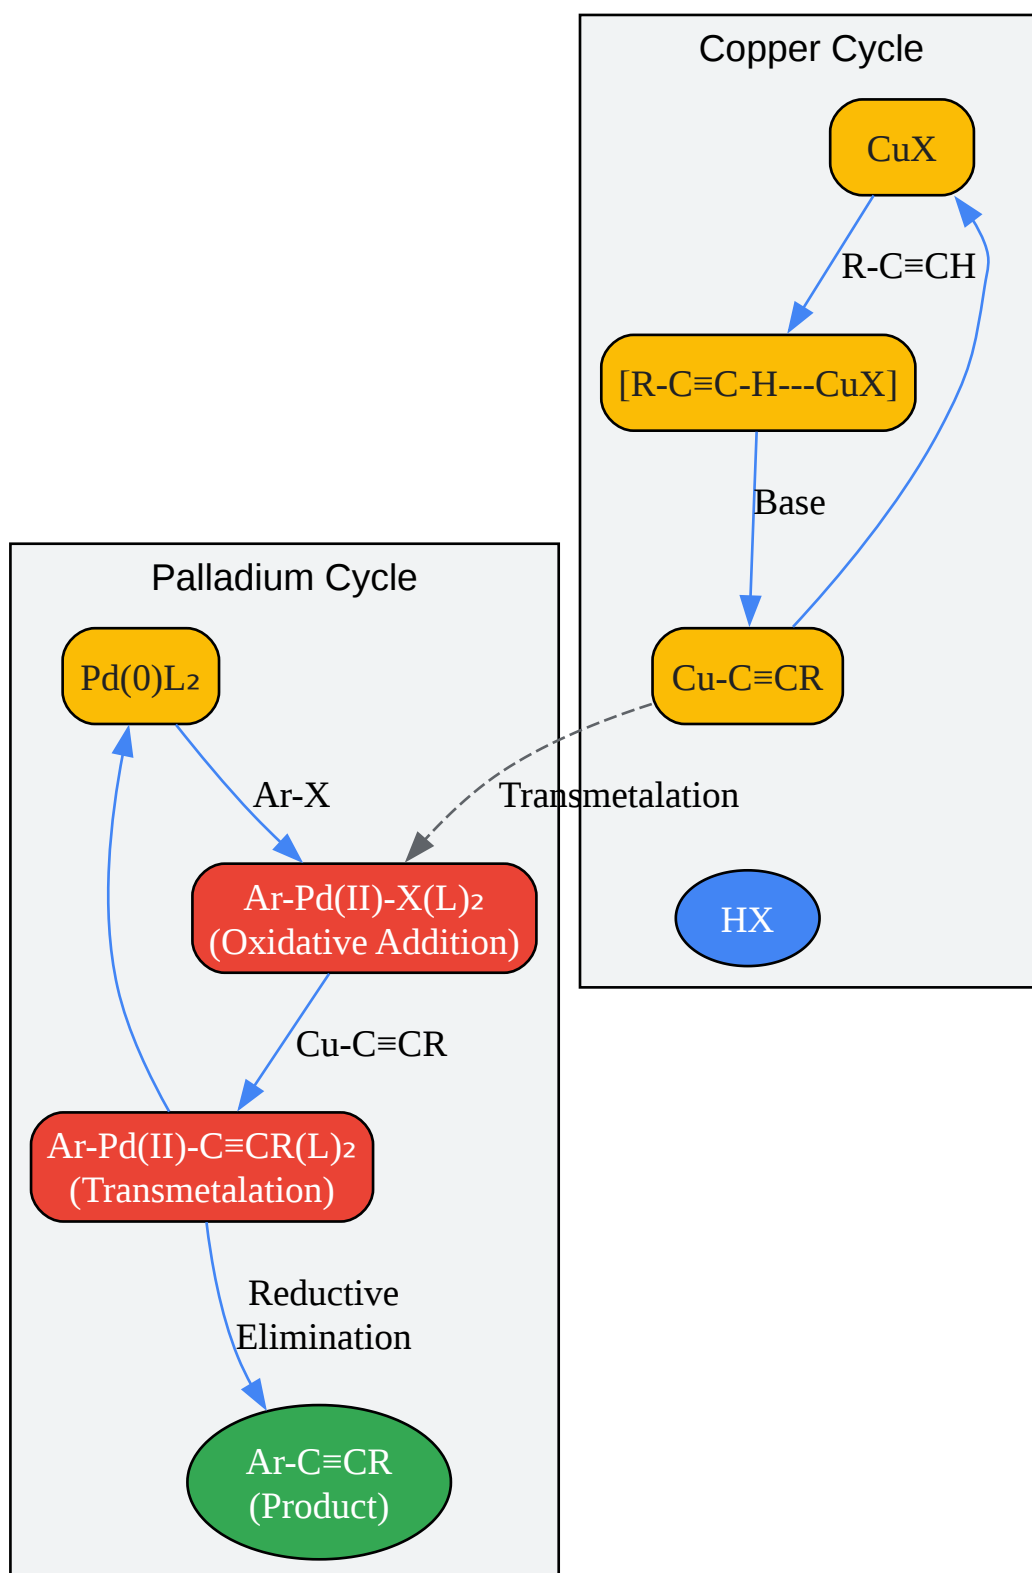 Copper Cycle
CuX
R-C≡CH
[R-C≡C-H---CuX]
Base
Cu-C≡CR
Transmetalation
HX
Palladium Cycle
Pd(0)L₂
Ar-X
Ar-Pd(II)-X(L)₂
(Oxidative Addition)
Cu-C≡CR
Ar-Pd(II)-C≡CR(L)₂
(Transmetalation)
Reductive
Elimination
Ar-C≡CR
(Product)